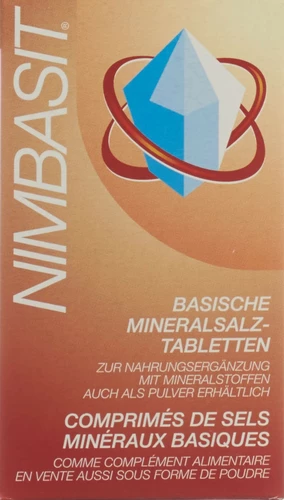 NIMBASIT®
BASISCHE
MINERALSALZ-
TABLETTEN
ZUR NAHRUNGSERGÄNZUNG
MIT MINERALSTOFFEN
AUCH ALS PULVER ERHÄLTLICH
COMPRIMÉS DE SELS
MINÉRAUX BASIQUES
COMME COMPLÉMENT ALIMENTAIRE
EN VENTE AUSSI SOUS FORME DE POUDRE